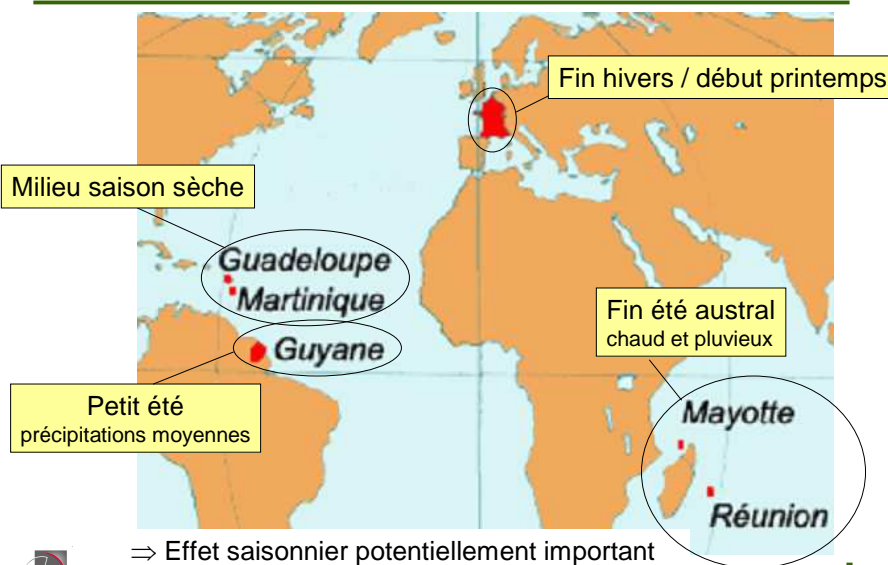 Fin hivers / début printemps
Milieu saison sèche
Guadeloupe
Martinique
Fin été austral
chaud et pluvieux
Guyane
Petit été
précipitations moyennes
Mayotte
Réunion
⇒ Effet saisonnier potentiellement important